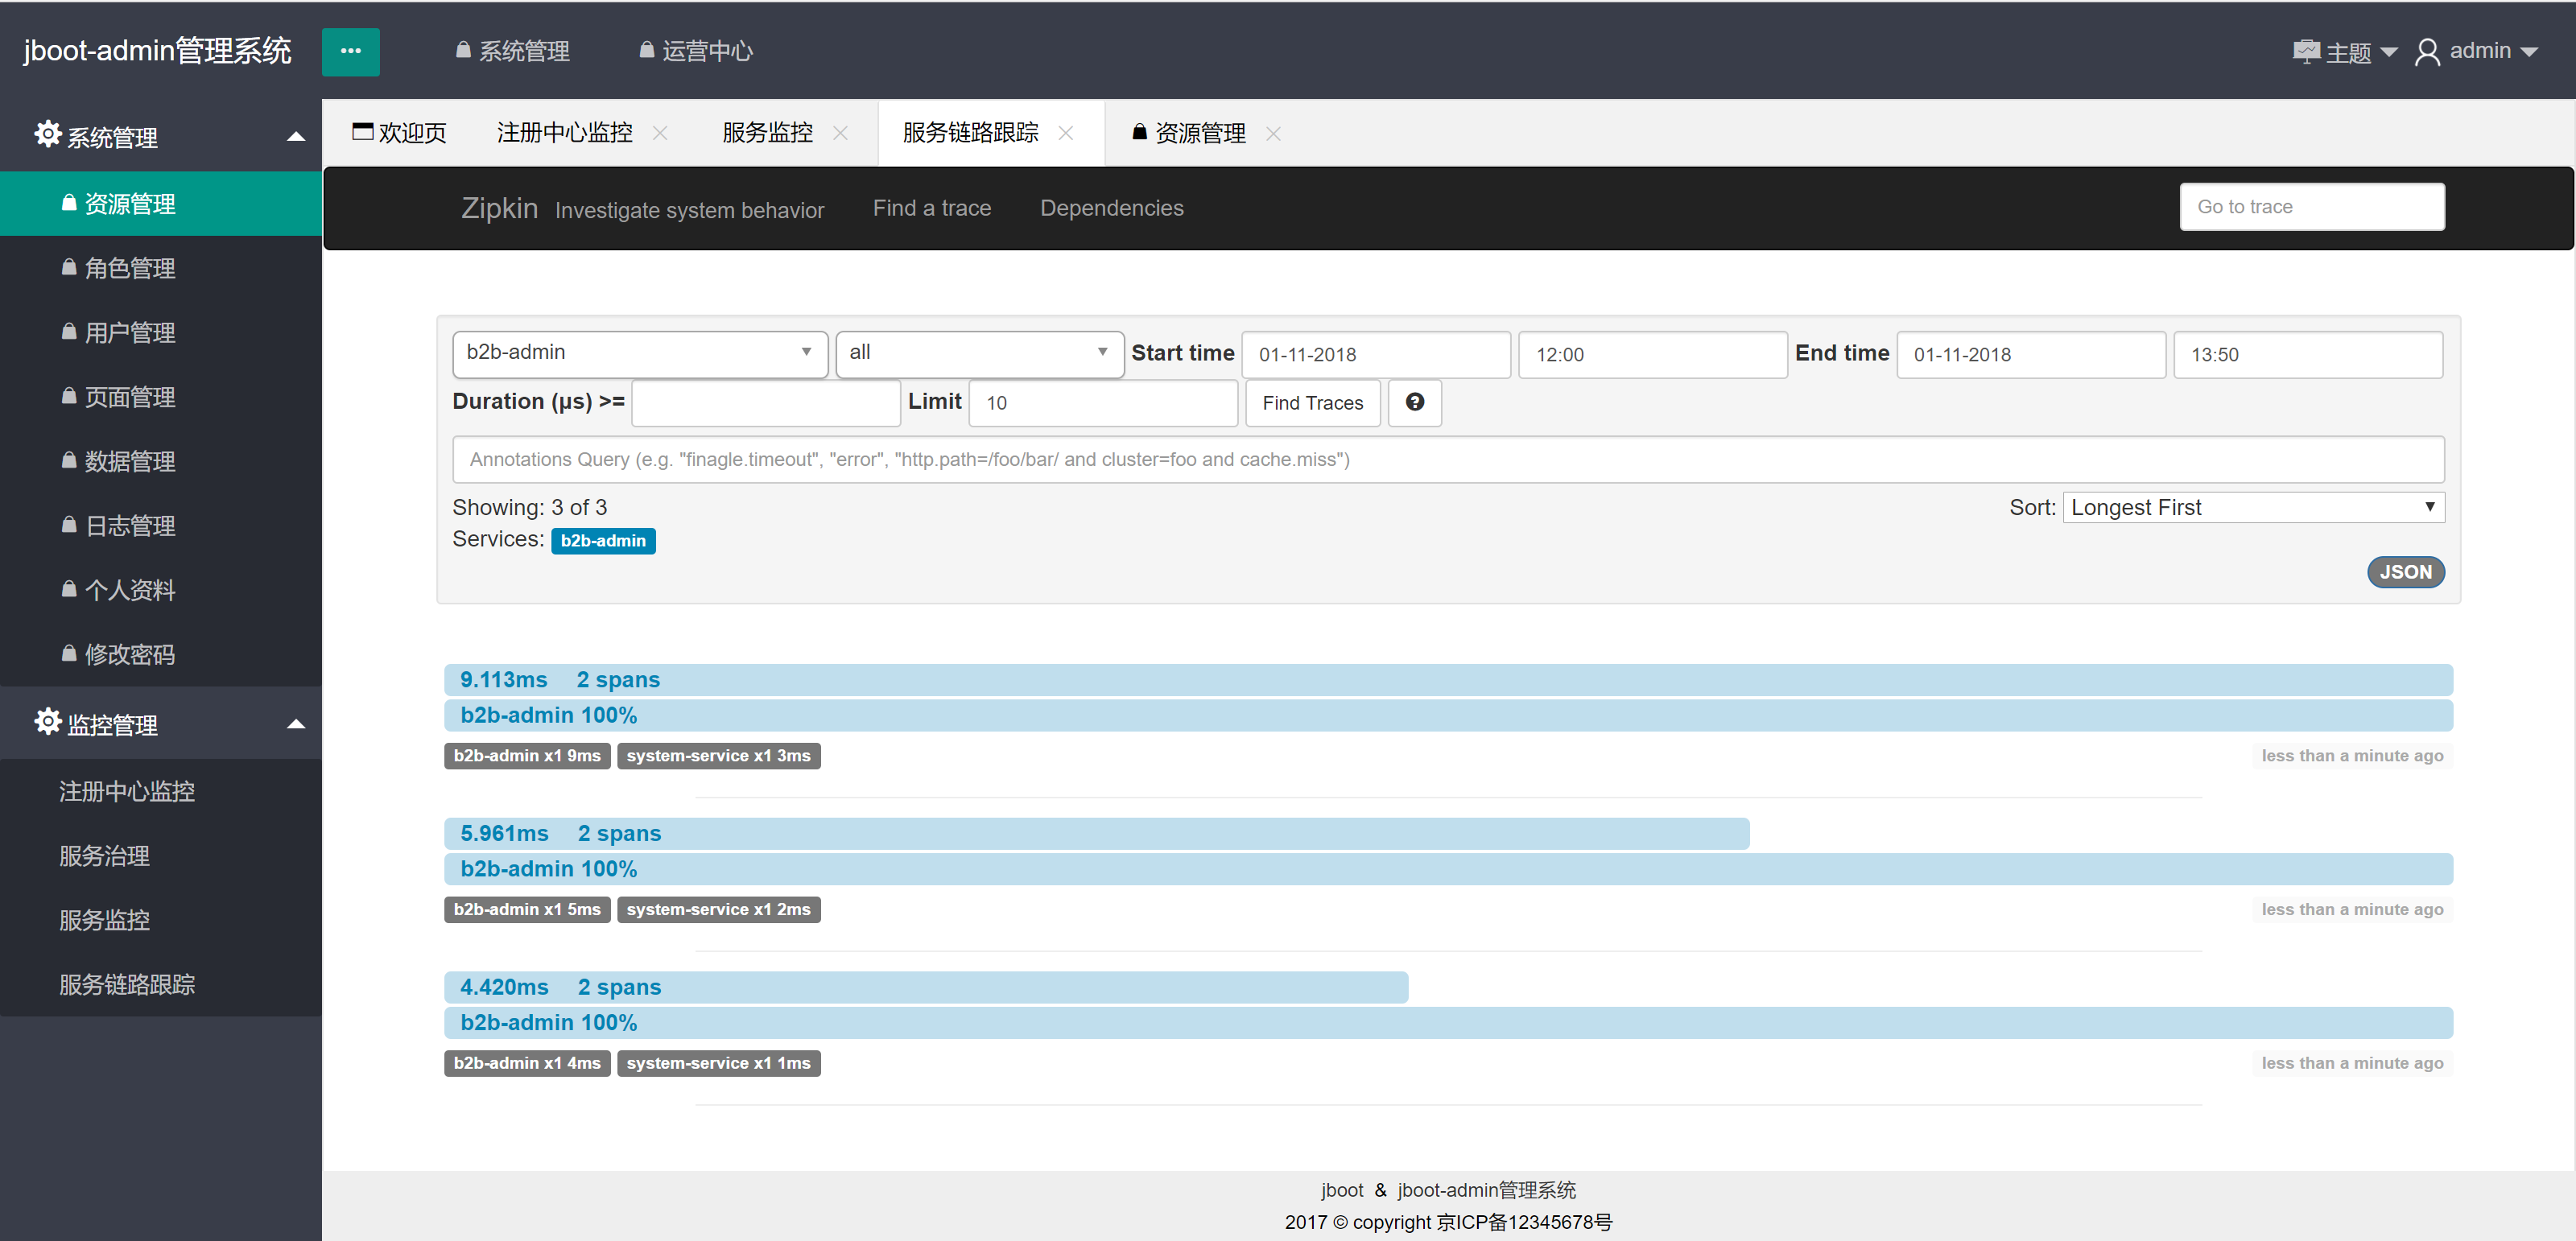 jboot-admin管理系统
系统管理
运营中心
主题
admin
系统管理
资源管理
角色管理
用户管理
页面管理
数据管理
日志管理
个人资料
修改密码
监控管理
注册中心监控
服务治理
服务监控
服务链路跟踪
欢迎页
注册中心监控
服务监控
服务链路跟踪
资源管理
Zipkin Investigate system behavior
Find a trace
Dependencies
Go to trace
b2b-admin
all
Start time 01-11-2018 12:00
End time 01-11-2018 13:50
Duration (μs) >=
Limit 10
Find Traces
?
Annotations Query (e.g. "finagle.timeout", "error", "http.path=/foo/bar/ and cluster=foo and cache.miss")
Showing: 3 of 3
Sort: Longest First
Services: b2b-admin
JSON
9.113ms 2 spans
b2b-admin 100%
b2b-admin x1 9ms system-service x1 3ms
less than a minute ago
5.961ms 2 spans
b2b-admin 100%
b2b-admin x1 5ms system-service x1 2ms
less than a minute ago
4.420ms 2 spans
b2b-admin 100%
b2b-admin x1 4ms system-service x1 1ms
less than a minute ago
jboot & jboot-admin管理系统
2017 © copyright 京ICP备12345678号